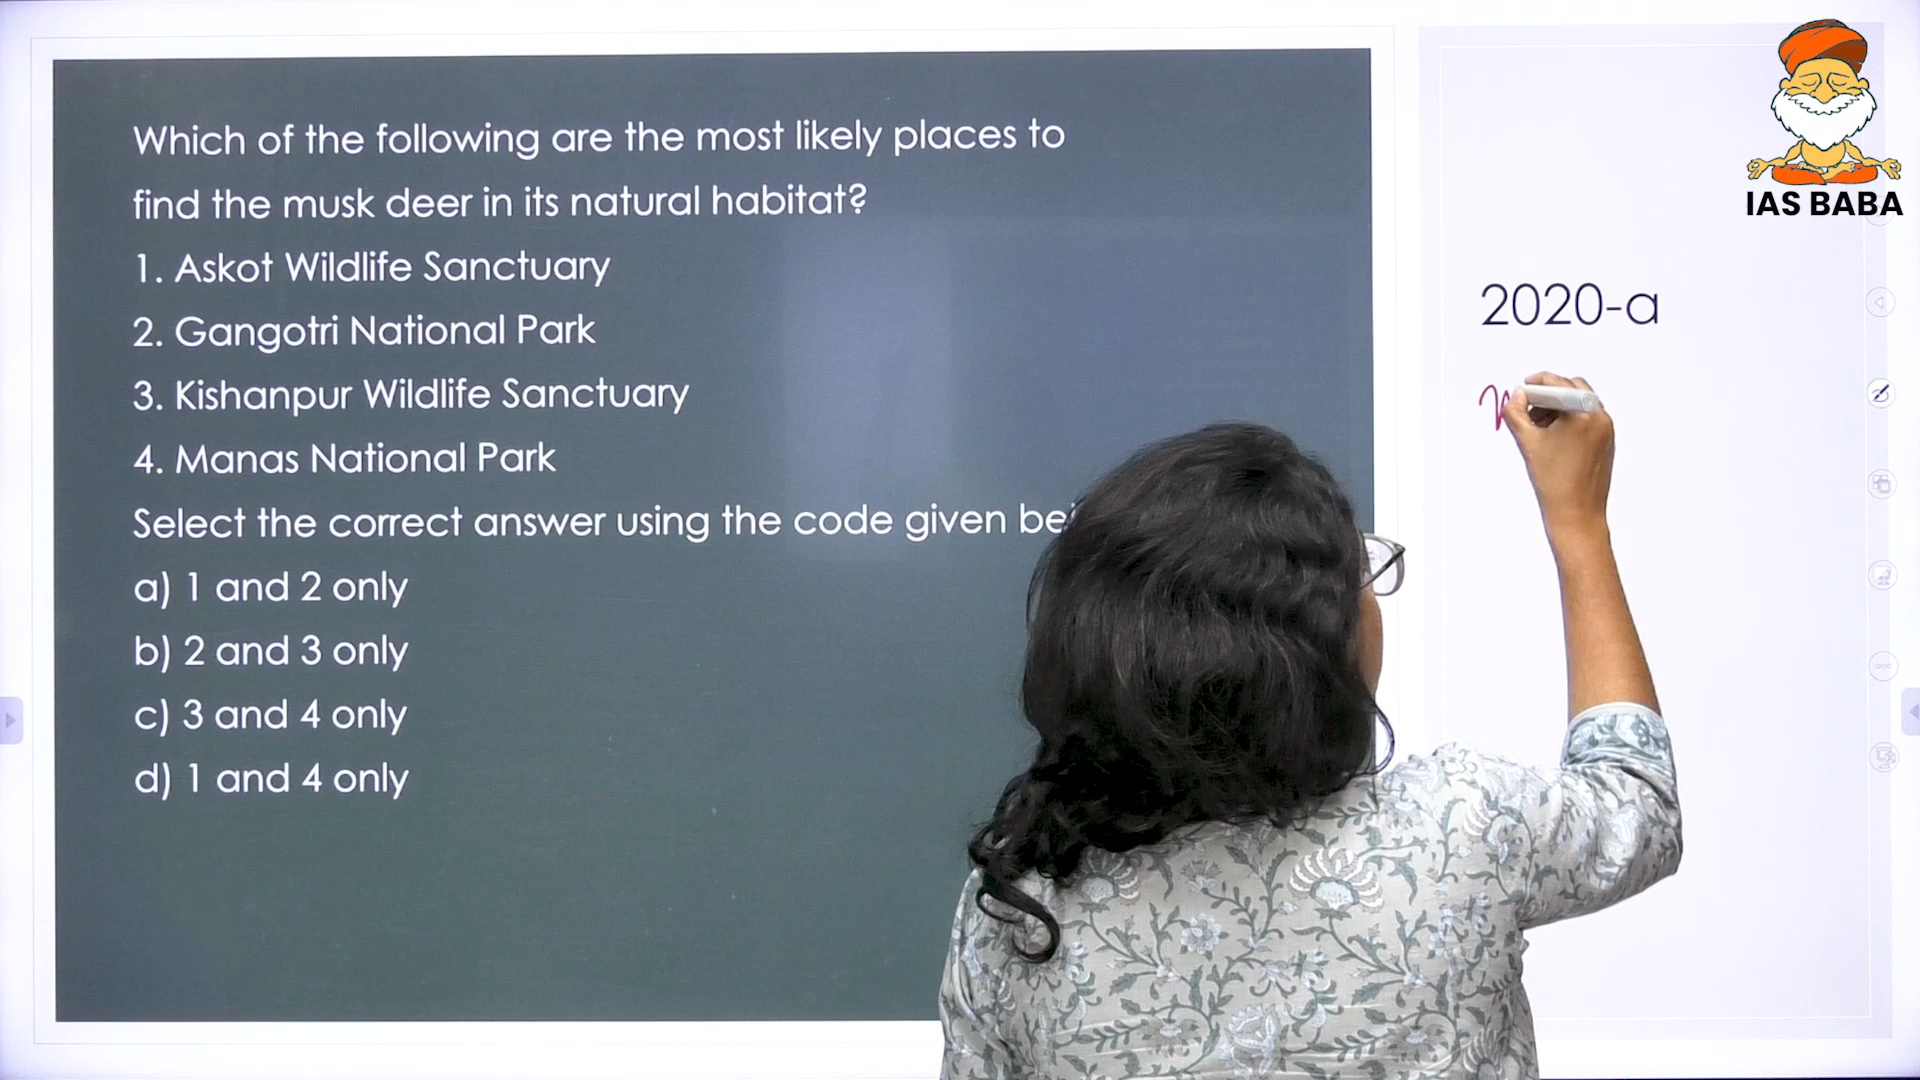 Which of the following are the most likely places to
find the musk deer in its natural habitat?
1. Askot Wildlife Sanctuary
2. Gangotri National Park
3. Kishanpur Wildlife Sanctuary
4. Manas National Park
Select the correct answer using the code given
a) 1 and 2 only
b) 2 and 3 only
c) 3 and 4 only
d) 1 and 4 only
2020-a
IAS BABA